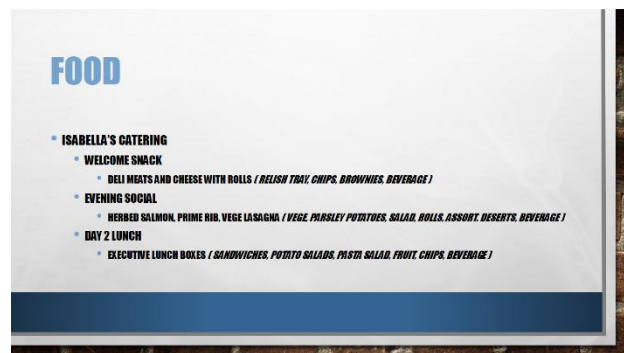 FOOD
• ISABELLA'S CATERING
• WELCOME SNACK
• DELI MEATS AND CHEESE WITH ROLLS ( RELISH TRAY, CHIPS, BROWNIES, BEVERAGE )
• EVENING SOCIAL
• HERBED SALMON, PRIME RIB, VEGE LASAGNA ( VEGE, PARSLEY POTATOES, SALAD, ROLLS, ASSORT. DESERTS, BEVERAGE )
• DAY 2 LUNCH
• EXECUTIVE LUNCH BOXES ( SANDWICHES, POTATO SALADS, PASTA SALAD, FRUIT, CHIPS, BEVERAGE )